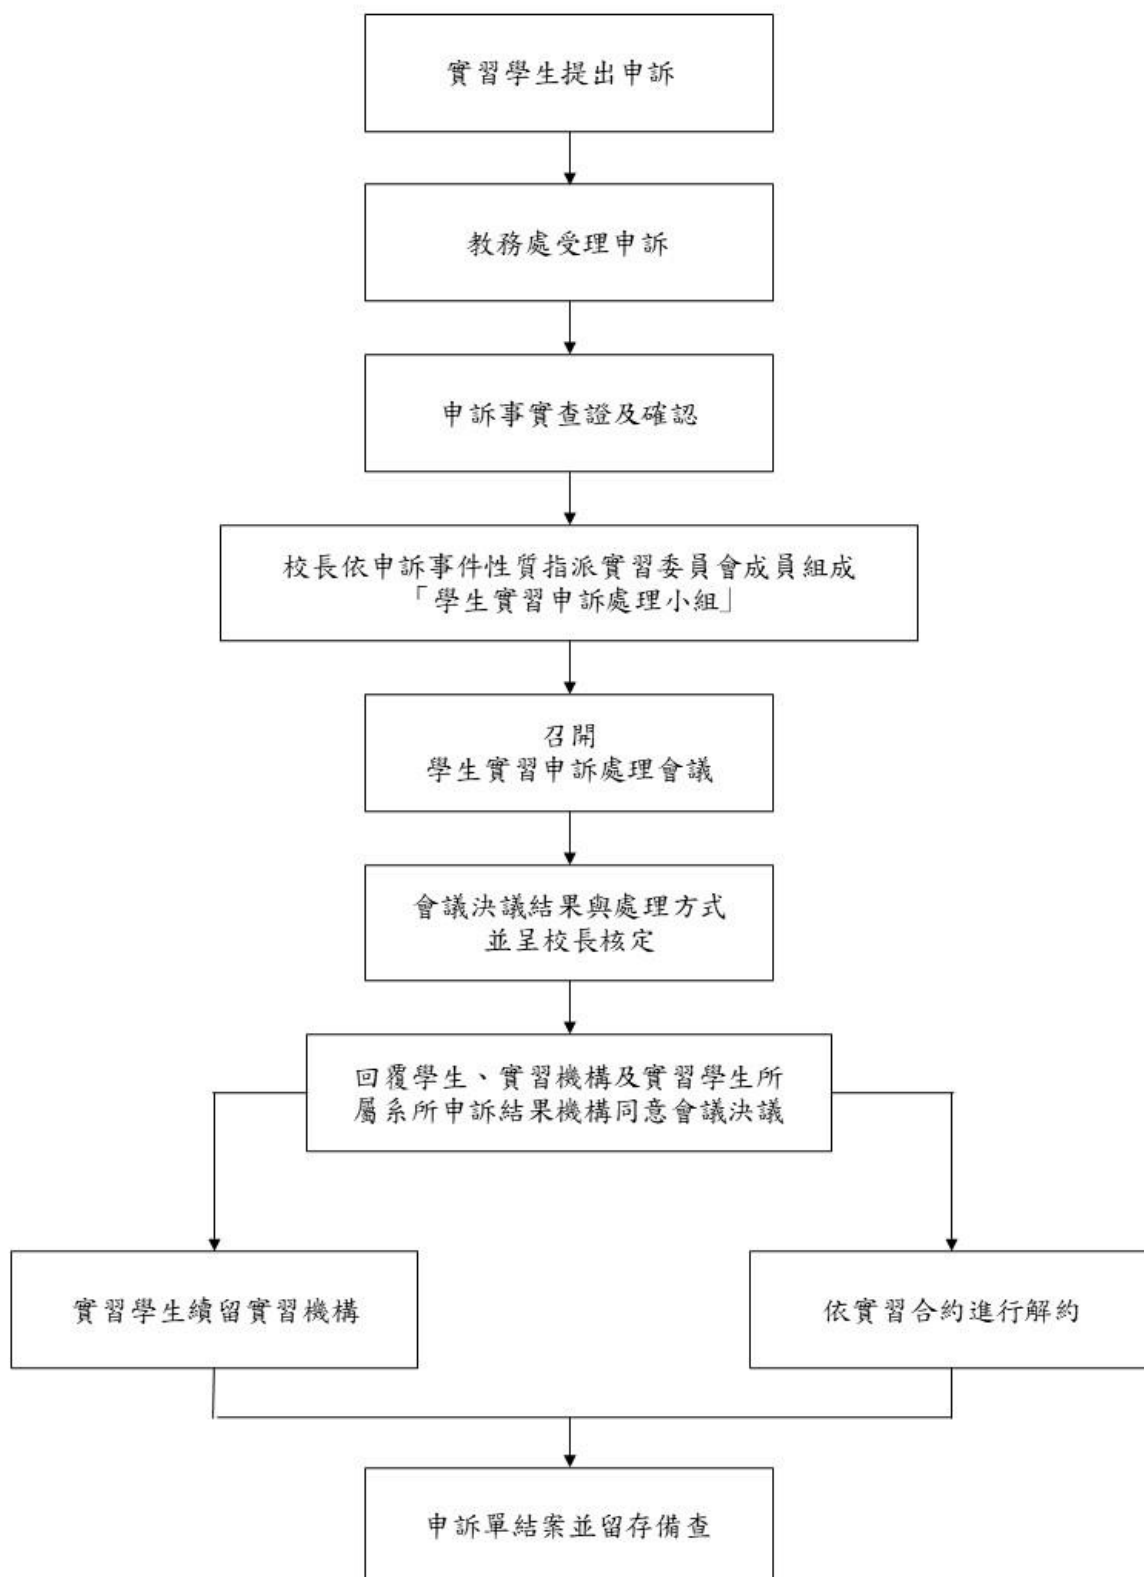 實習學生提出申訴
教務處受理申訴
申訴事實查證及確認
校長依申訴事件性質指派實習委員會成員組成
「學生實習申訴處理小組」
召開
學生實習申訴處理會議
會議決議結果與處理方式
並呈校長核定
回覆學生、實習機構及實習學生所
屬系所申訴結果機構同意會議決議
實習學生續留實習機構
依實習合約進行解約
申訴單結案並留存備查